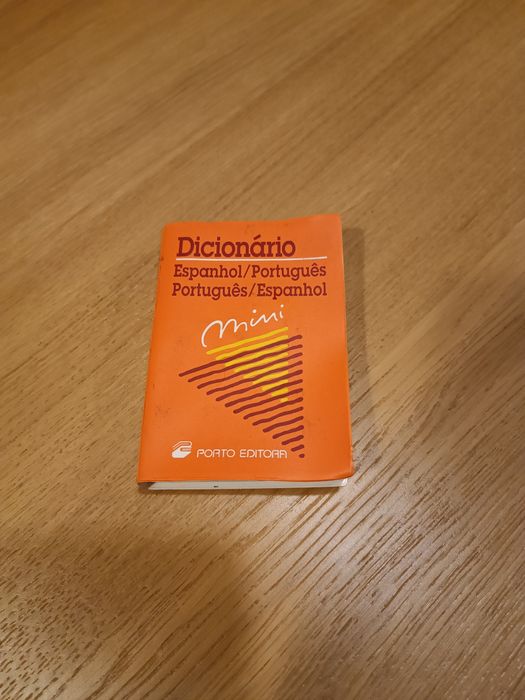 Dicionário
Espanhol/Português
Português/Espanhol
mini
PORTO EDITORA